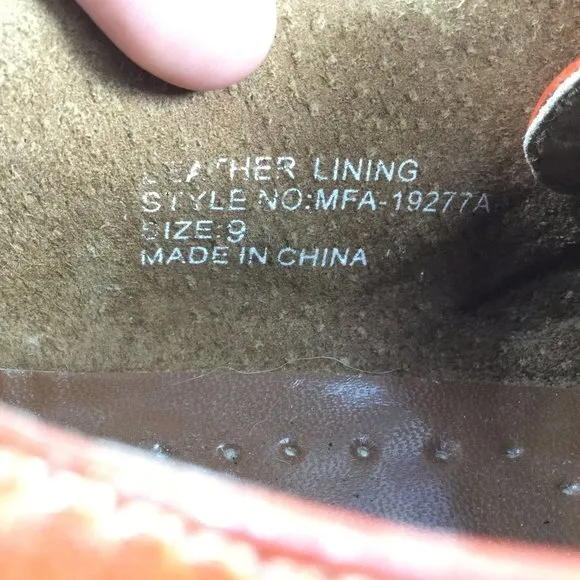 LEATHER LINING
STYLE NO:MFA-19277A
SIZE:9
MADE IN CHINA